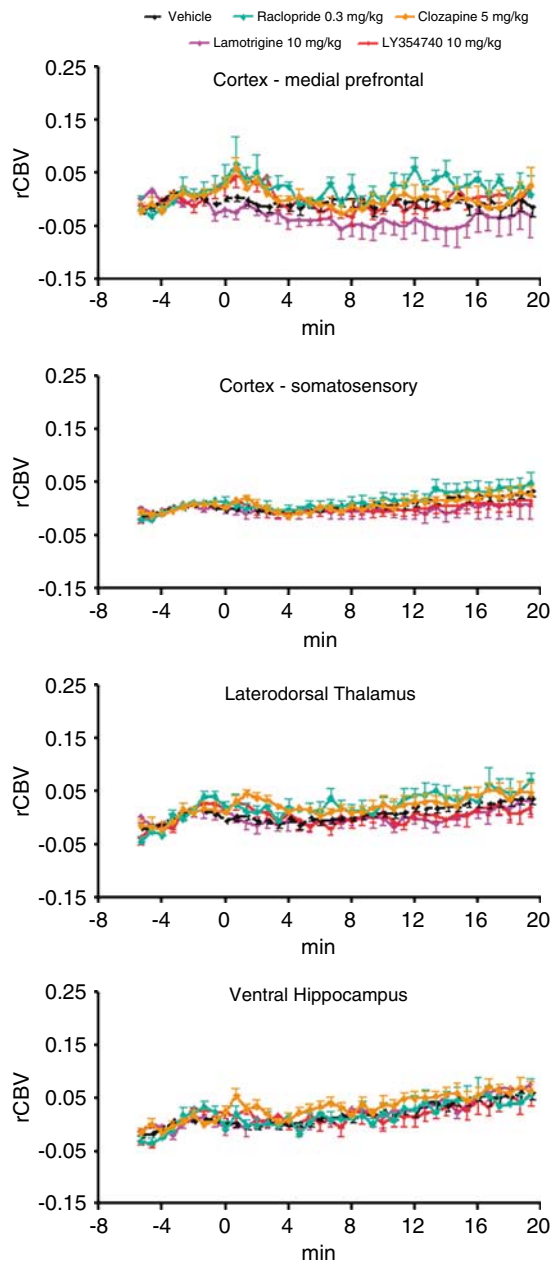 Vehicle Raclopride 0.3 mg/kg Clozapine 5 mg/kg
Lamotrigine 10 mg/kg LY354740 10 mg/kg
Cortex - medial prefrontal
0.25
0.15
0.05
-0.05
-0.15
rCBV
-8 -4 0 4 8 12 16 20
min
Cortex - somatosensory
0.25
0.15
0.05
-0.05
-0.15
rCBV
-8 -4 0 4 8 12 16 20
min
Laterodorsal Thalamus
0.25
0.15
0.05
-0.05
-0.15
rCBV
-8 -4 0 4 8 12 16 20
min
Ventral Hippocampus
0.25
0.15
0.05
-0.05
-0.15
rCBV
-8 -4 0 4 8 12 16 20
min